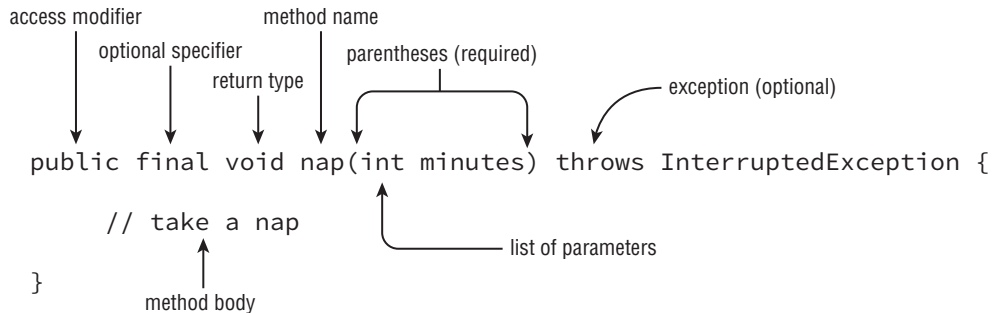 access modifier
method name
optional specifier
parentheses (required)
return type
exception (optional)
public final void nap(int minutes) throws InterruptedException {
// take a nap
list of parameters
}
method body